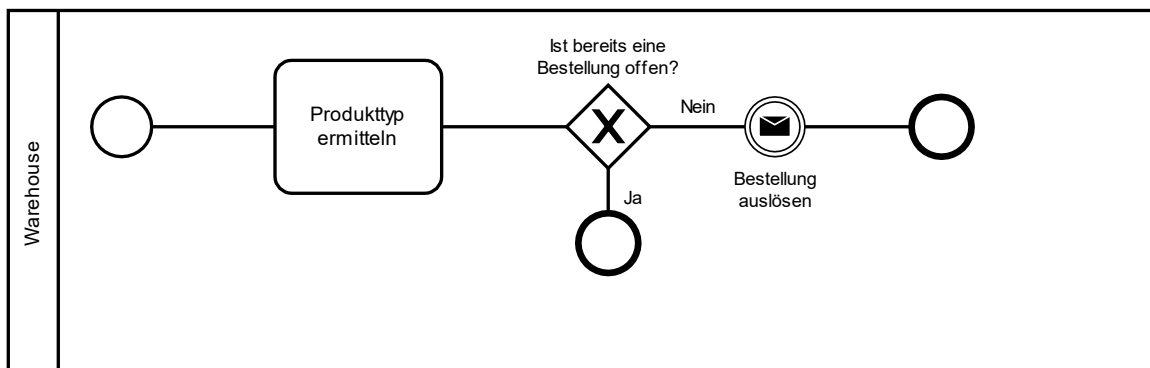 Warehouse
Produkttyp
ermitteln
Ist bereits eine
Bestellung offen?
Nein
Ja
Bestellung
auslösen